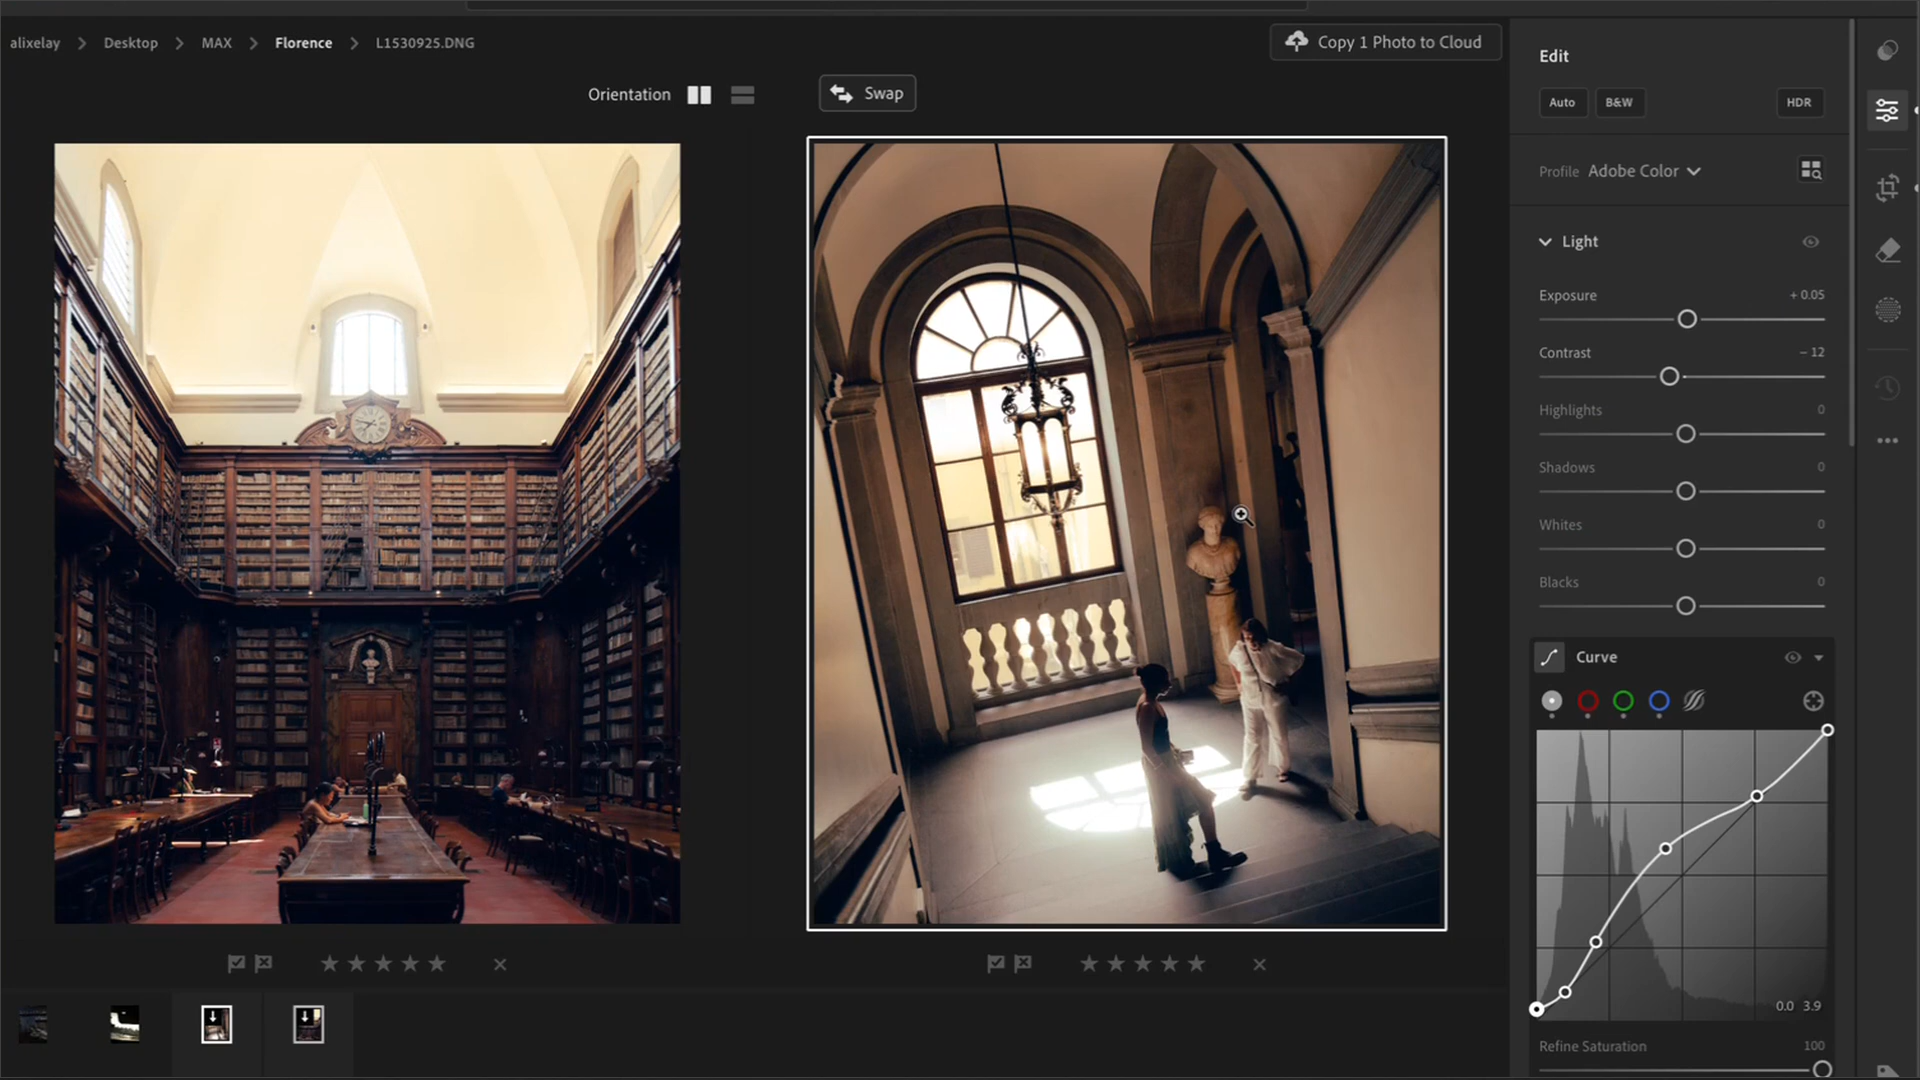 alixelay > Desktop > MAX > Florence > L1530925.DNG
Copy 1 Photo to Cloud
Orientation
Swap
Edit
Auto B&W HDR
Profile Adobe Color
Light
Exposure + 0.05
Contrast – 12
Highlights 0
Shadows 0
Whites 0
Blacks 0
Curve
0.0 3.9
Refine Saturation 100